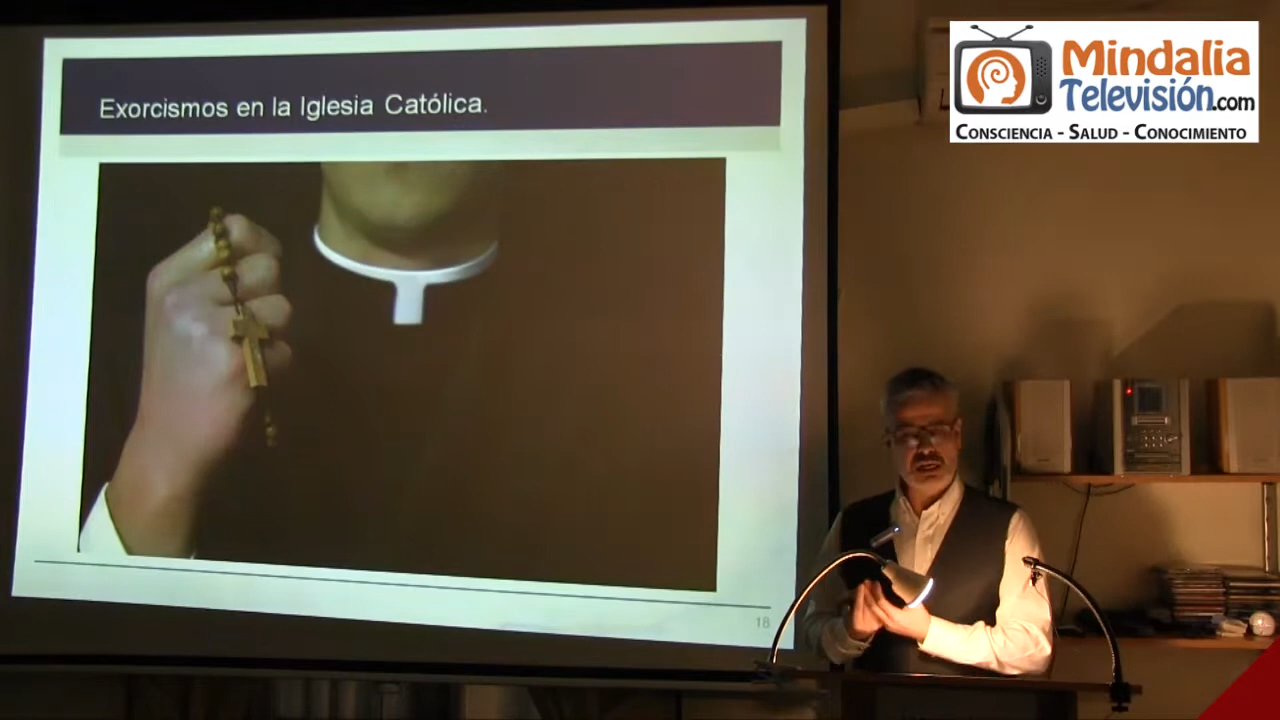 Exorcismos en la Iglesia Católica.
18
Mindalia
Televisión.com
CONSCIENCIA - SALUD - CONOCIMIENTO